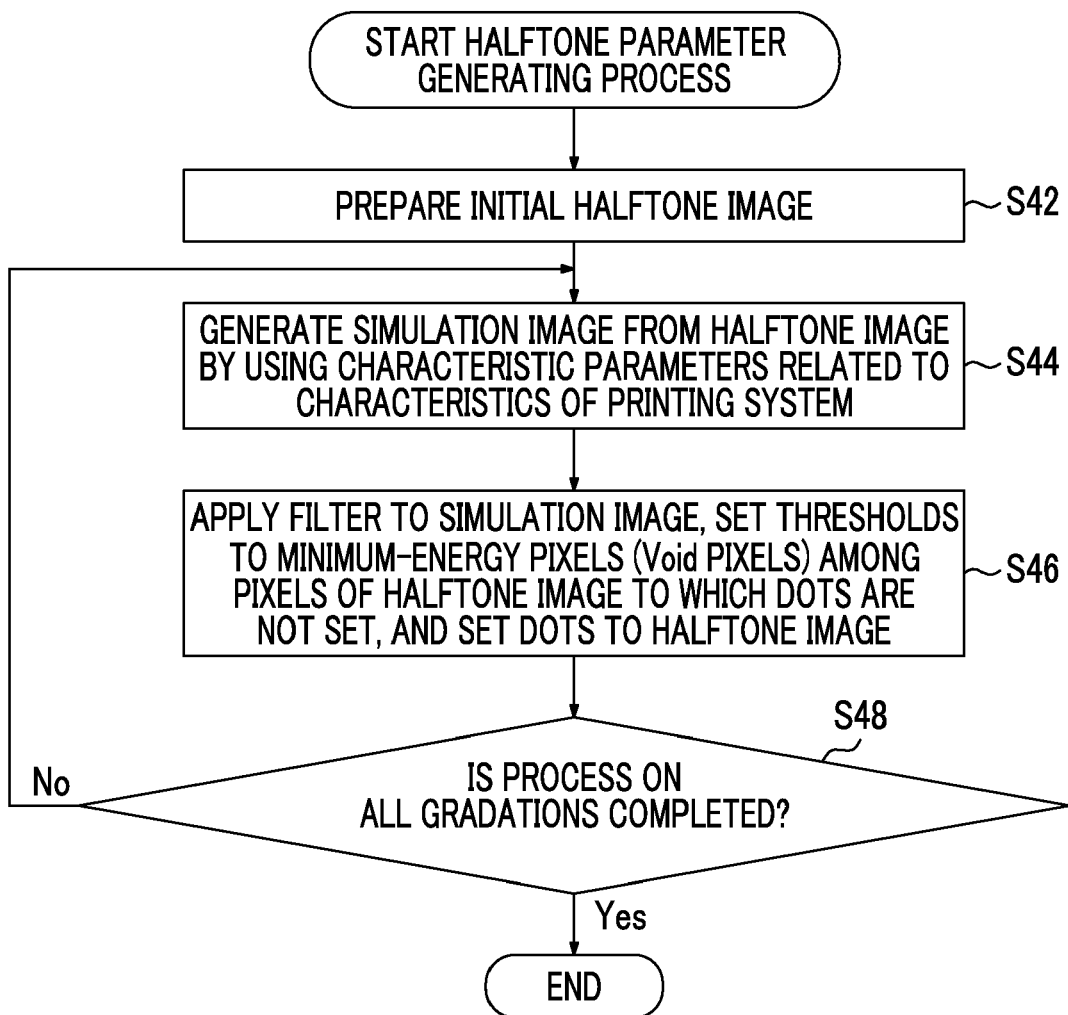 START HALFTONE PARAMETER
GENERATING PROCESS
PREPARE INITIAL HALFTONE IMAGE
S42
GENERATE SIMULATION IMAGE FROM HALFTONE IMAGE
BY USING CHARACTERISTIC PARAMETERS RELATED TO
CHARACTERISTICS OF PRINTING SYSTEM
S44
APPLY FILTER TO SIMULATION IMAGE, SET THRESHOLDS
TO MINIMUM-ENERGY PIXELS (Void PIXELS) AMONG
PIXELS OF HALFTONE IMAGE TO WHICH DOTS ARE
NOT SET, AND SET DOTS TO HALFTONE IMAGE
S46
S48
IS PROCESS ON
ALL GRADATIONS COMPLETED?
No
Yes
END